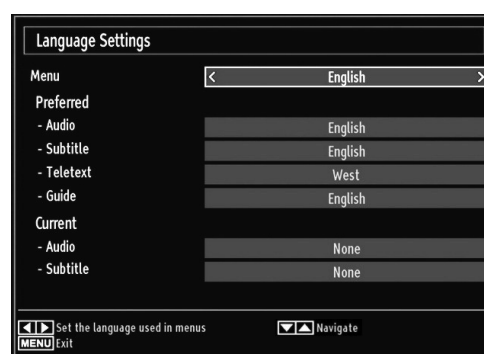 Language Settings
Menu < English >
Preferred
- Audio English
- Subtitle English
- Teletext West
- Guide English
Current
- Audio None
- Subtitle None
◀ ▶ Set the language used in menus ▼ ▲ Navigate
MENU Exit